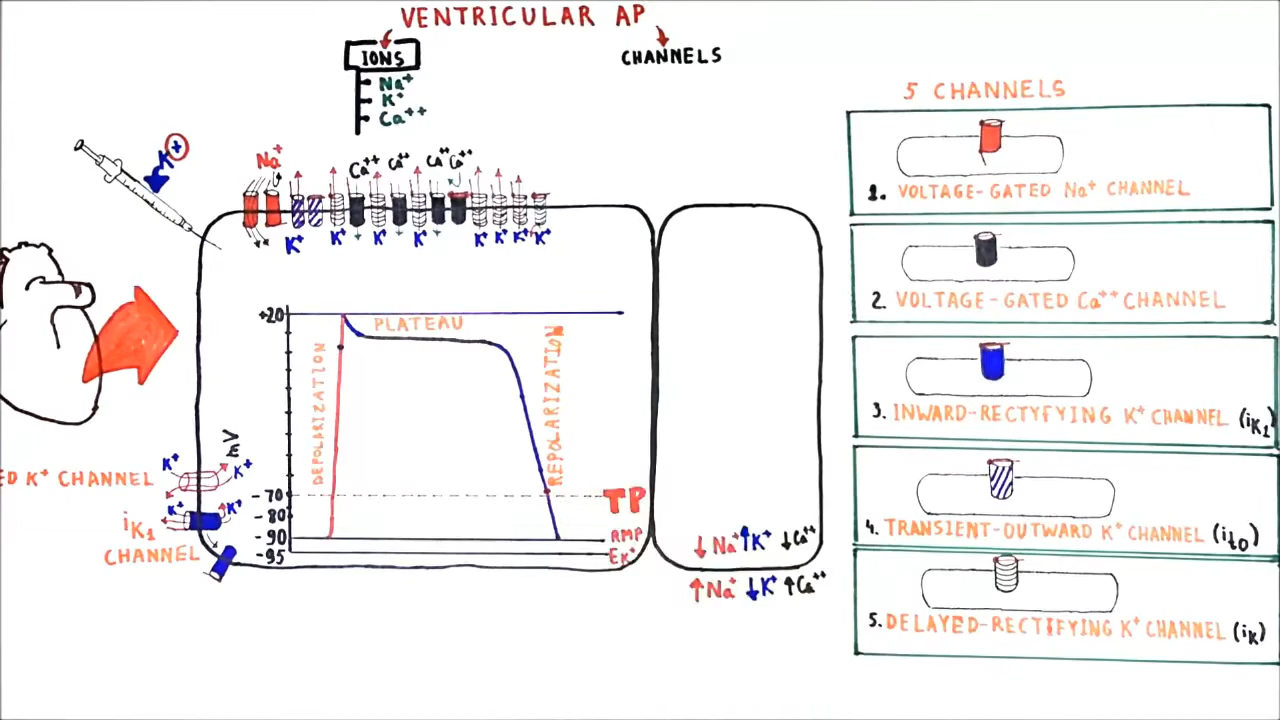 VENTRICULAR AP
IONS
CHANNELS
Na⁺
K⁺
Ca⁺⁺
K⁺
Na⁺
Ca⁺⁺ Ca⁺⁺ Ca⁺⁺ Ca⁺⁺
K⁺ K⁺ K⁺ K⁺ K⁺ K⁺ K⁺ K⁺
+20
PLATEAU
DEPOLARIZATION
REPOLARIZATION
mV
-70
TP
-80
-90
RMP
-95
EK⁺
K⁺ K⁺
ED K⁺ CHANNEL
K⁺ K⁺
iK1
CHANNEL
↓Na⁺ ↑K⁺ ↓Ca⁺⁺
↑Na⁺ ↓K⁺ ↑Ca⁺⁺
5 CHANNELS
1. VOLTAGE-GATED Na⁺ CHANNEL
2. VOLTAGE-GATED Ca⁺⁺ CHANNEL
3. INWARD-RECTYFYING K⁺ CHANNEL (iK1)
4. TRANSIENT-OUTWARD K⁺ CHANNEL (ito)
5. DELAYED-RECTIFYING K⁺ CHANNEL (iK)